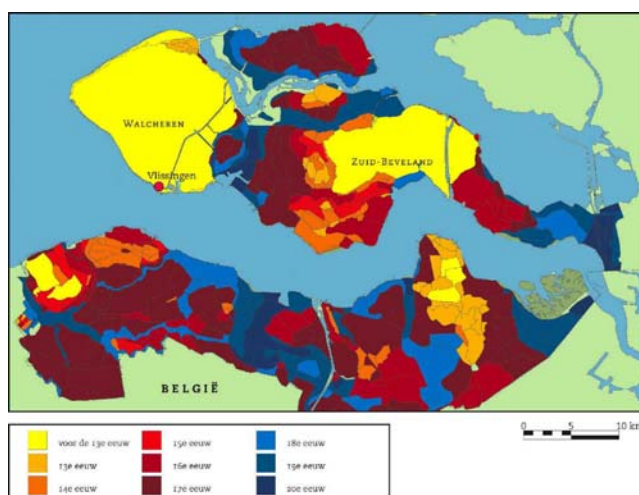 WALCHEREN
Vlissingen
ZUID-BEVELAND
BELGIË
0 5 10 km
voor de 13e eeuw
13e eeuw
14e eeuw
15e eeuw
16e eeuw
17e eeuw
18e eeuw
19e eeuw
20e eeuw